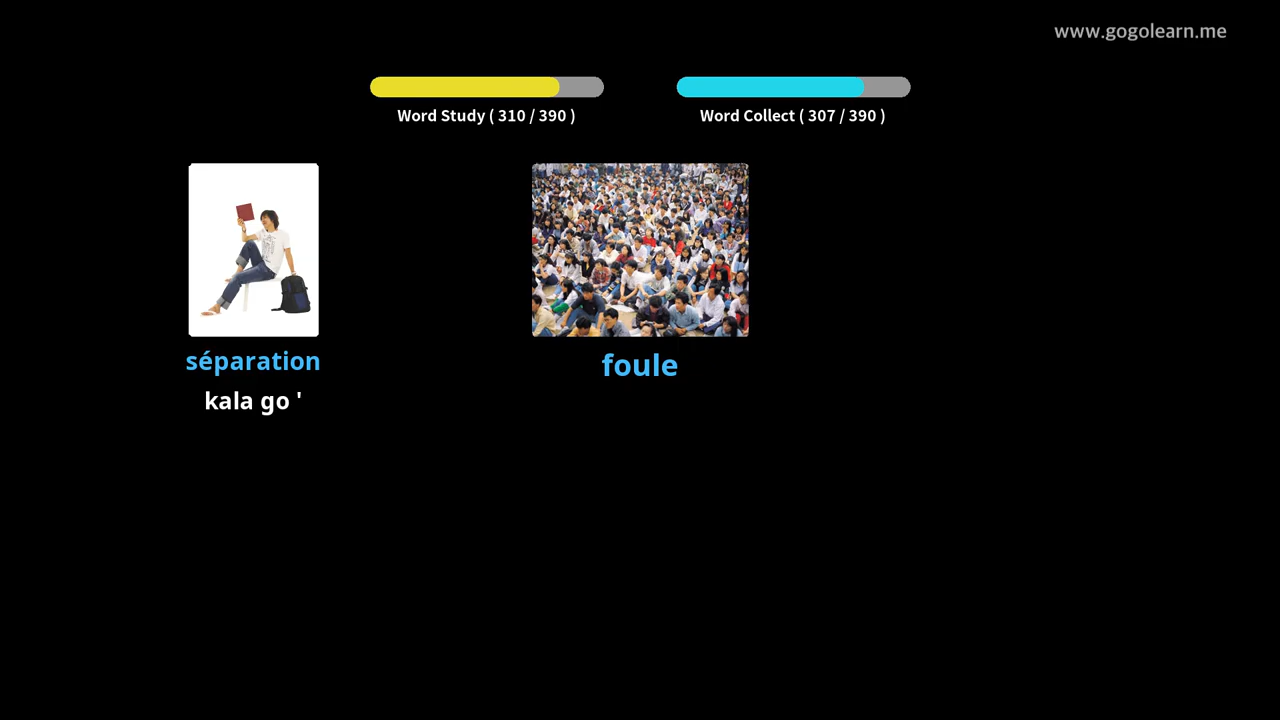 www.gogolearn.me
Word Study ( 310 / 390 )
Word Collect ( 307 / 390 )
séparation
kala go '
foule